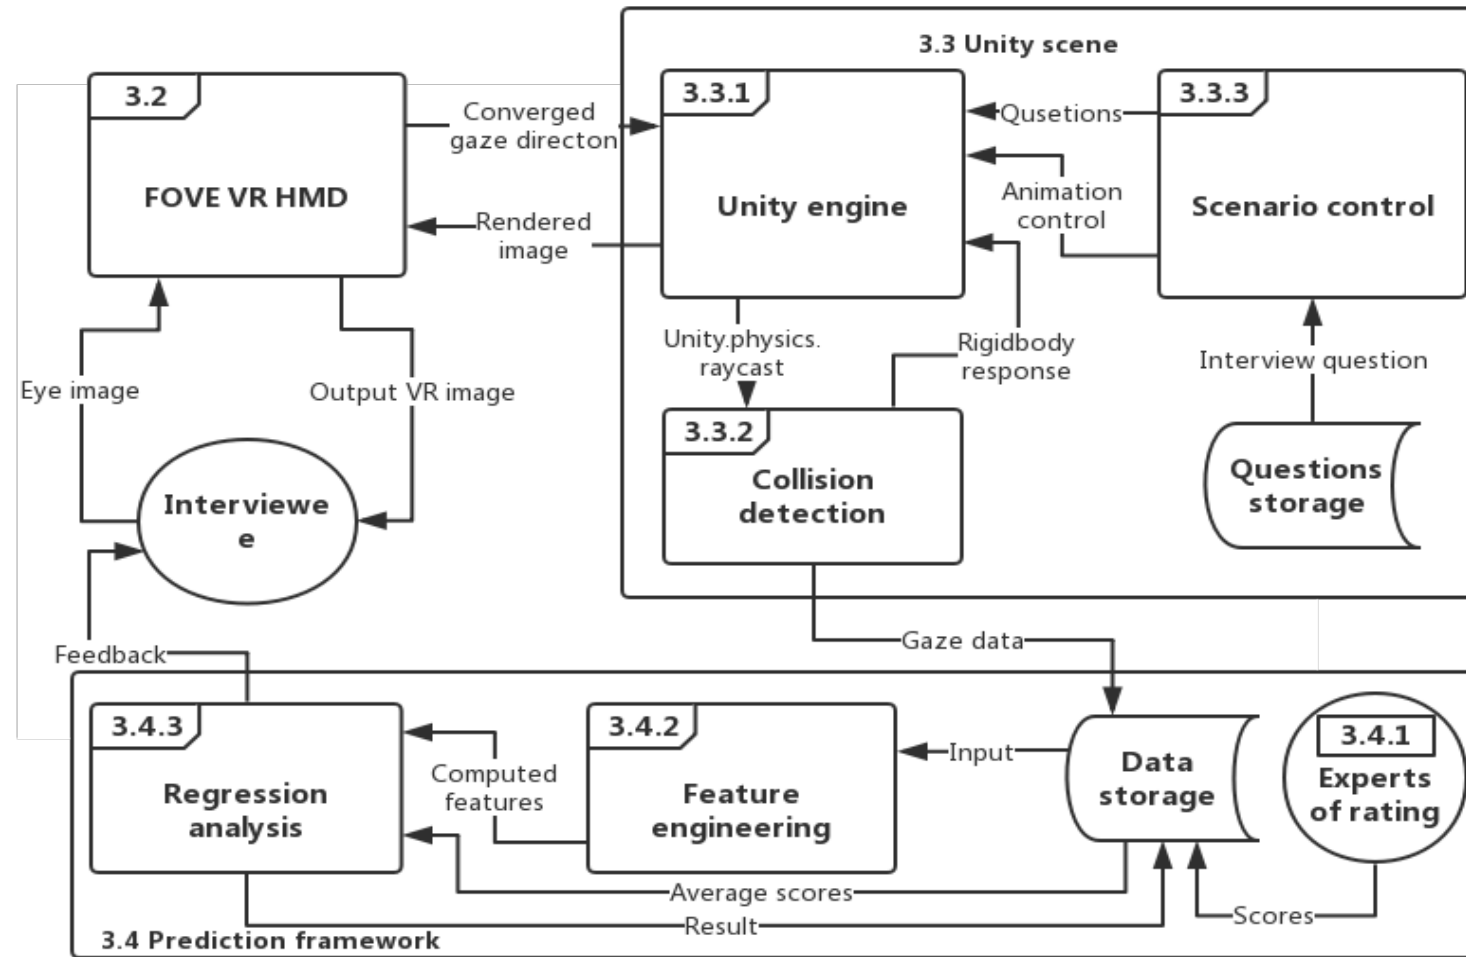 3.3 Unity scene
3.2
FOVE VR HMD
Converged
gaze directon
Rendered
image
3.3.1
Unity engine
Qusetions
Animation
control
3.3.3
Scenario control
Eye image
Output VR image
Unity.physics.
raycast
Rigidbody
response
Interview question
3.3.2
Collision
detection
Questions
storage
Interviewe
e
Gaze data
Feedback
3.4.3
Regression
analysis
Computed
features
3.4.2
Feature
engineering
Input
Data
storage
3.4.1
Experts
of rating
Average scores
Result
Scores
3.4 Prediction framework